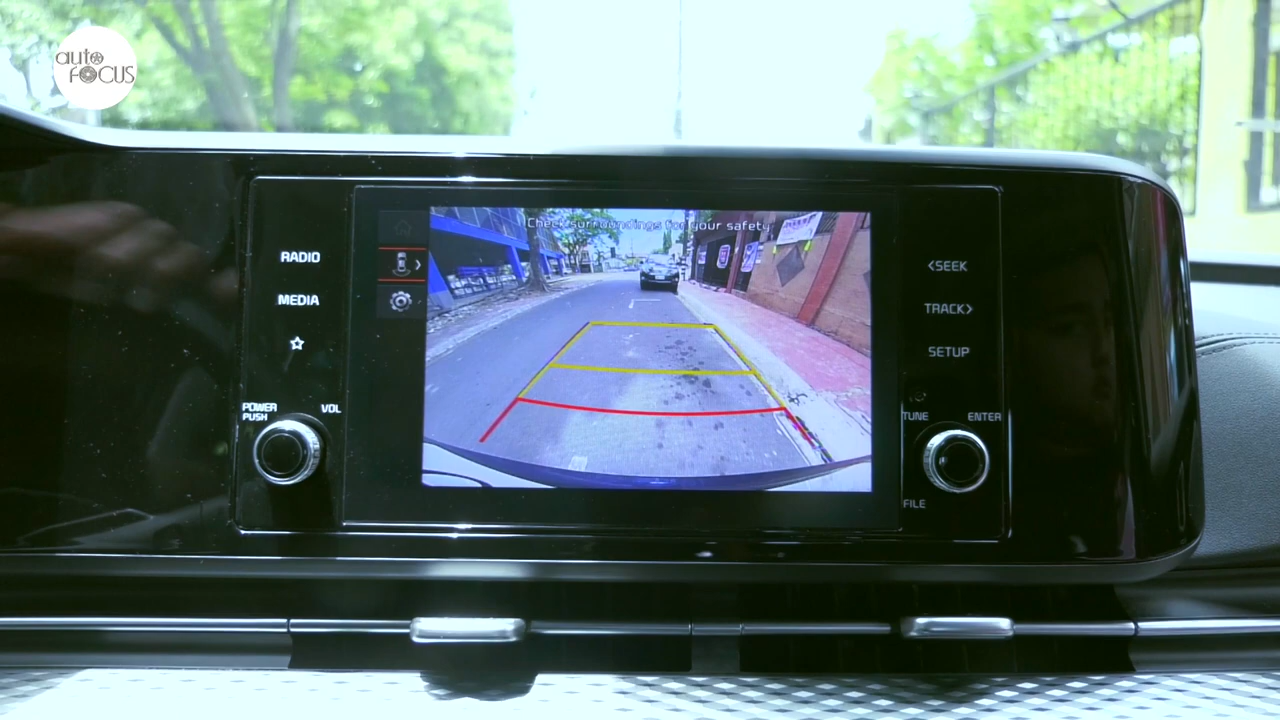 auto
FOCUS
Check surroundings for your safety
RADIO
MEDIA
POWER
PUSH
VOL
<SEEK
TRACK>
SETUP
TUNE
ENTER
FILE